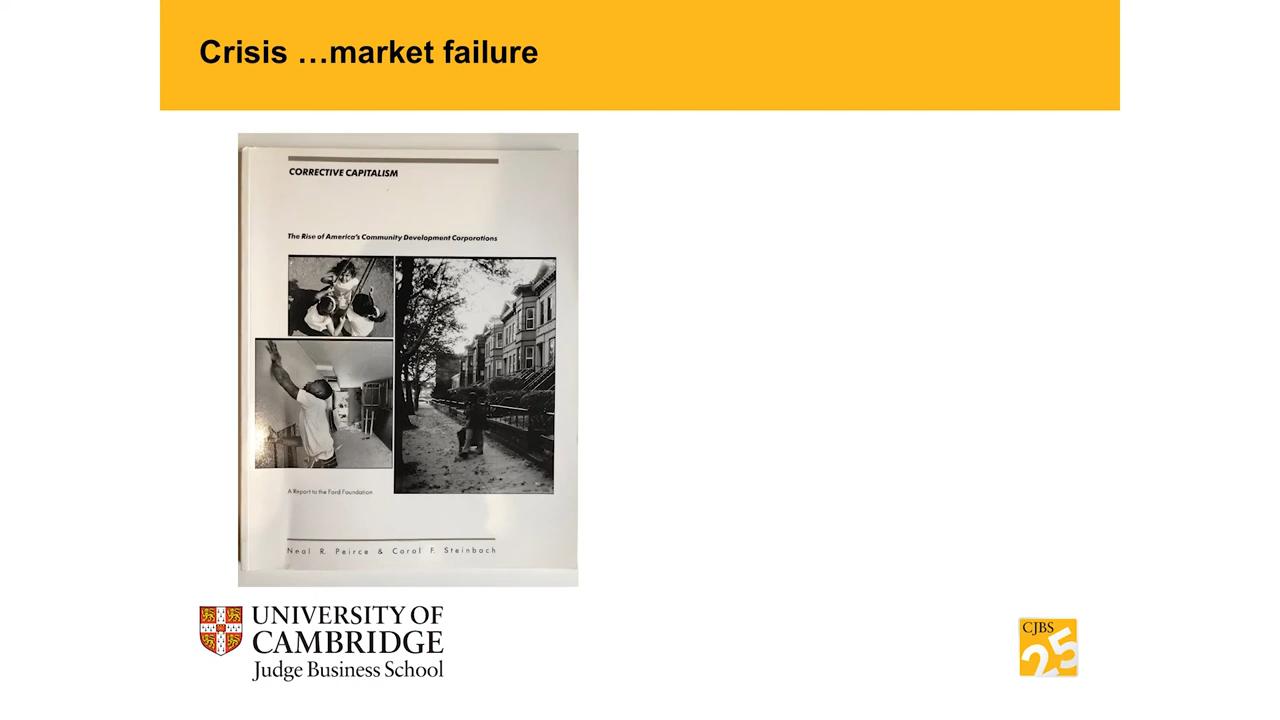 Crisis …market failure
CORRECTIVE CAPITALISM
The Rise of America's Community Development Corporations
A Report to the Ford Foundation
Neal R. Peirce & Carol F. Steinbach
UNIVERSITY OF
CAMBRIDGE
Judge Business School
CJBS
25